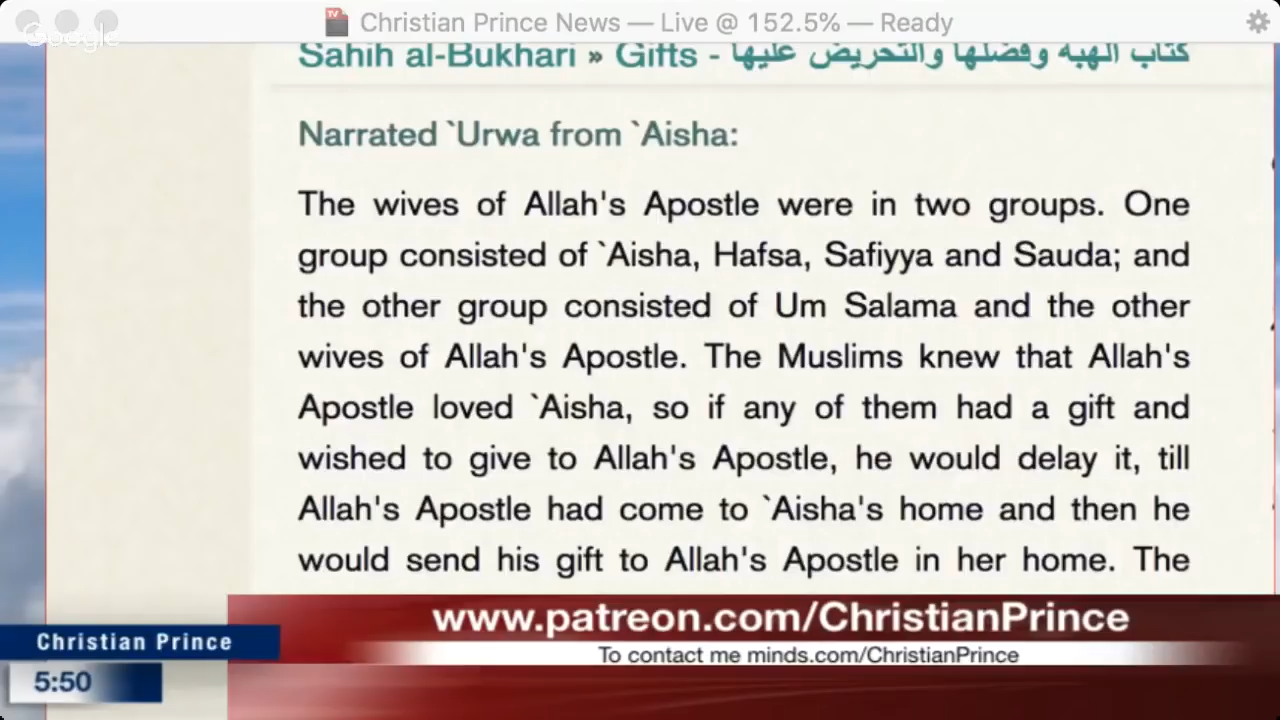 Christian Prince News — Live @ 152.5% — Ready
Google
Sahih al-Bukhari » Gifts - كتاب الهبة وفضلها والتحريض عليها
Narrated `Urwa from `Aisha:
The wives of Allah's Apostle were in two groups. One
group consisted of `Aisha, Hafsa, Safiyya and Sauda; and
the other group consisted of Um Salama and the other
wives of Allah's Apostle. The Muslims knew that Allah's
Apostle loved `Aisha, so if any of them had a gift and
wished to give to Allah's Apostle, he would delay it, till
Allah's Apostle had come to `Aisha's home and then he
would send his gift to Allah's Apostle in her home. The
www.patreon.com/ChristianPrince
To contact me minds.com/ChristianPrince
Christian Prince
5:50